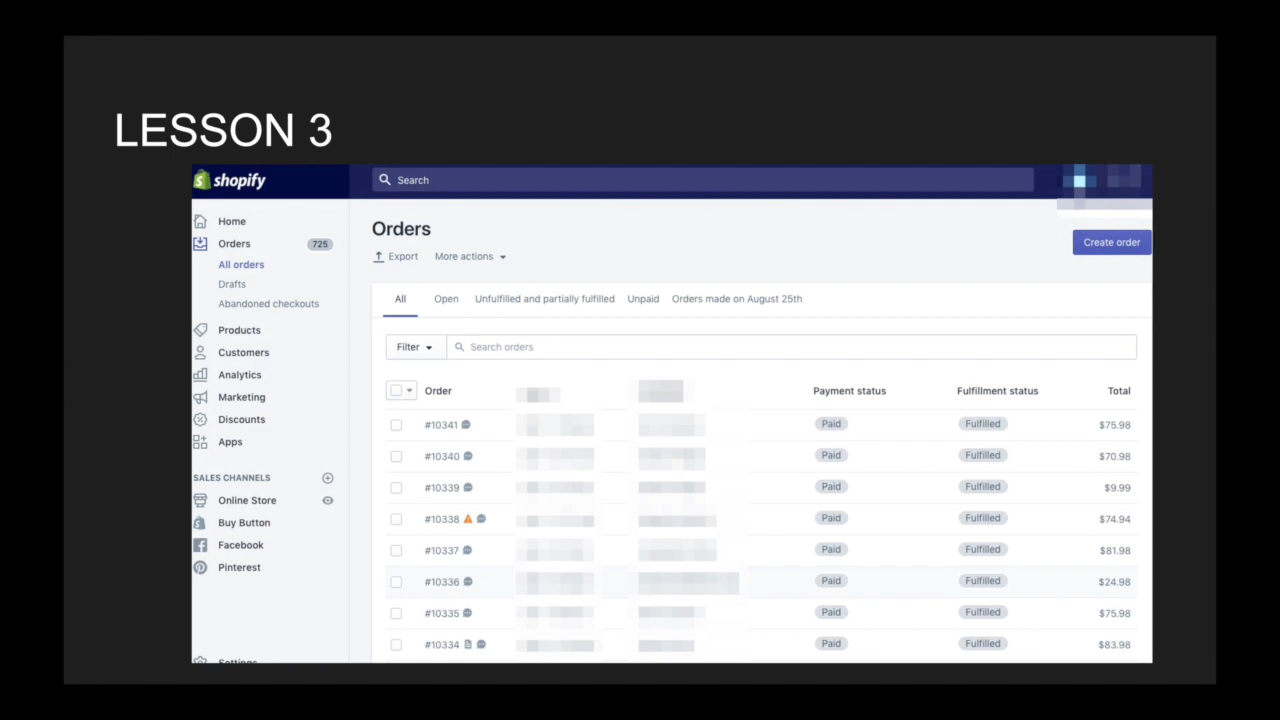 LESSON 3
shopify
Search
Home
Orders 725
All orders
Drafts
Abandoned checkouts
Products
Customers
Analytics
Marketing
Discounts
Apps
SALES CHANNELS
Online Store
Buy Button
Facebook
Pinterest
Settings
Orders
Export More actions
Create order
All Open Unfulfilled and partially fulfilled Unpaid Orders made on August 25th
Filter Search orders
Order Payment status Fulfillment status Total
#10341 Paid Fulfilled $75.98
#10340 Paid Fulfilled $70.98
#10339 Paid Fulfilled $9.99
#10338 Paid Fulfilled $74.94
#10337 Paid Fulfilled $81.98
#10336 Paid Fulfilled $24.98
#10335 Paid Fulfilled $75.98
#10334 Paid Fulfilled $83.98